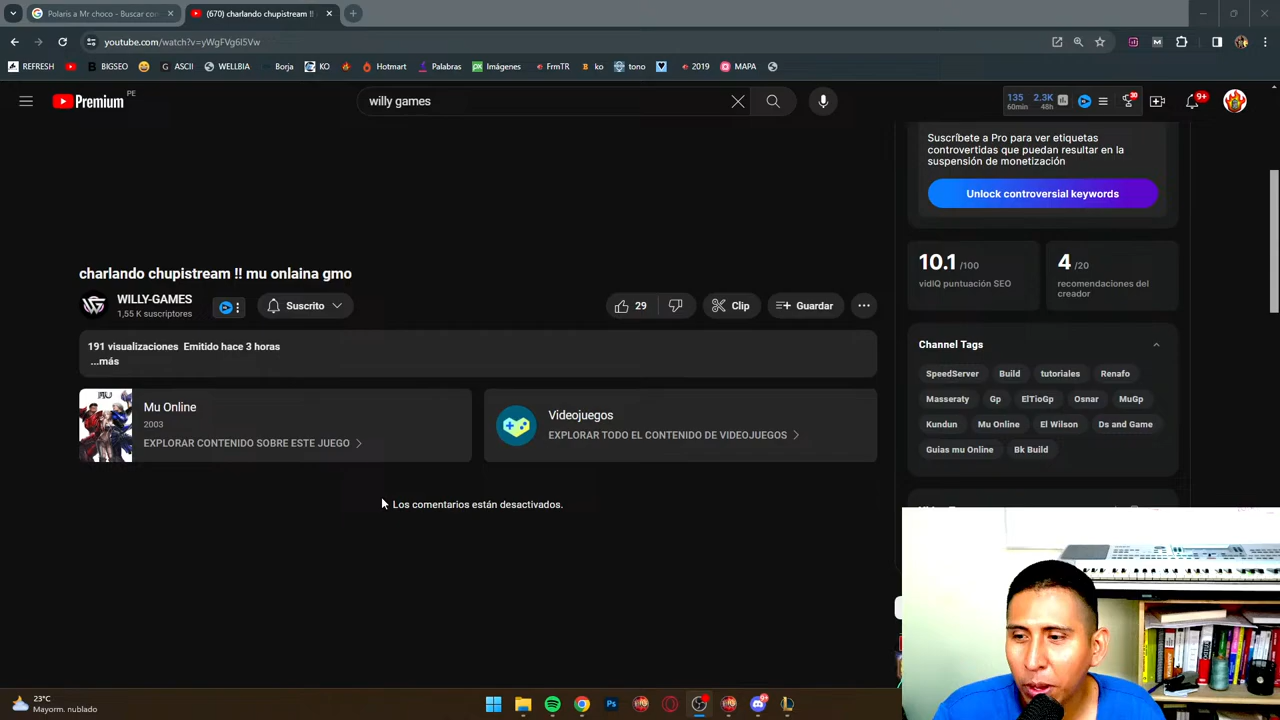 Polaris a Mr choco - Buscar con
(670) charlando chupistream !!
youtube.com/watch?v=yWgFVg6I5Vw
REFRESH
BIGSEO
ASCII
WELLBIA
Borja
KO
Hotmart
Palabras
Imágenes
FrmTR
ko
tono
2019
MAPA
Premium
PE
willy games
135
60min
2.3K
48h
30
9+
Suscríbete a Pro para ver etiquetas
controvertidas que puedan resultar en la
suspensión de monetización
Unlock controversial keywords
10.1 /100
vidIQ puntuación SEO
4 /20
recomendaciones del
creador
charlando chupistream !! mu onlaina gmo
WILLY-GAMES
1,55 K suscriptores
Suscrito
29
Clip
Guardar
191 visualizaciones Emitido hace 3 horas
...más
Mu Online
2003
EXPLORAR CONTENIDO SOBRE ESTE JUEGO
Videojuegos
EXPLORAR TODO EL CONTENIDO DE VIDEOJUEGOS
Los comentarios están desactivados.
Channel Tags
SpeedServer Build tutoriales Renafo
Masseraty Gp ElTioGp Osnar MuGp
Kundun Mu Online El Wilson Ds and Game
Guias mu Online Bk Build
23°C
Mayorm. nublado